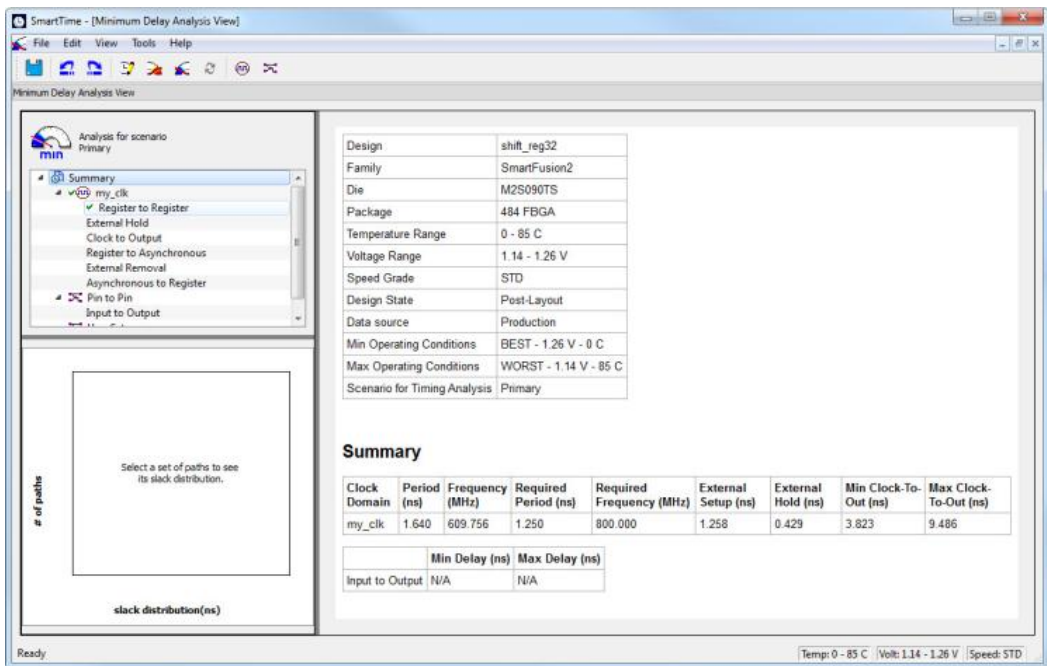 SmartTime - [Minimum Delay Analysis View]
File Edit View Tools Help
Minimum Delay Analysis View
Analysis for scenario
Primary
min
Summary
my_clk
Register to Register
External Hold
Clock to Output
Register to Asynchronous
External Removal
Asynchronous to Register
Pin to Pin
Input to Output
# of paths
Select a set of paths to see
its slack distribution.
slack distribution(ns)
Design shift_reg32
Family SmartFusion2
Die M2S090TS
Package 484 FBGA
Temperature Range 0 - 85 C
Voltage Range 1.14 - 1.26 V
Speed Grade STD
Design State Post-Layout
Data source Production
Min Operating Conditions BEST - 1.26 V - 0 C
Max Operating Conditions WORST - 1.14 V - 85 C
Scenario for Timing Analysis Primary
Summary
Clock Period Frequency Required Required External External Min Clock-To- Max Clock-
Domain (ns) (MHz) Period (ns) Frequency (MHz) Setup (ns) Hold (ns) Out (ns) To-Out (ns)
my_clk 1.640 609.756 1.250 800.000 1.258 0.429 3.823 9.486
Min Delay (ns) Max Delay (ns)
Input to Output N/A N/A
Ready Temp: 0 - 85 C Volt: 1.14 - 1.26 V Speed: STD